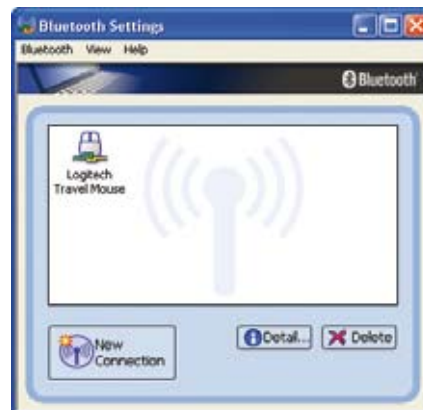 Bluetooth Settings
Bluetooth View Help
Bluetooth
Logitech
Travel Mouse
New
Connection
Detail...
Delete